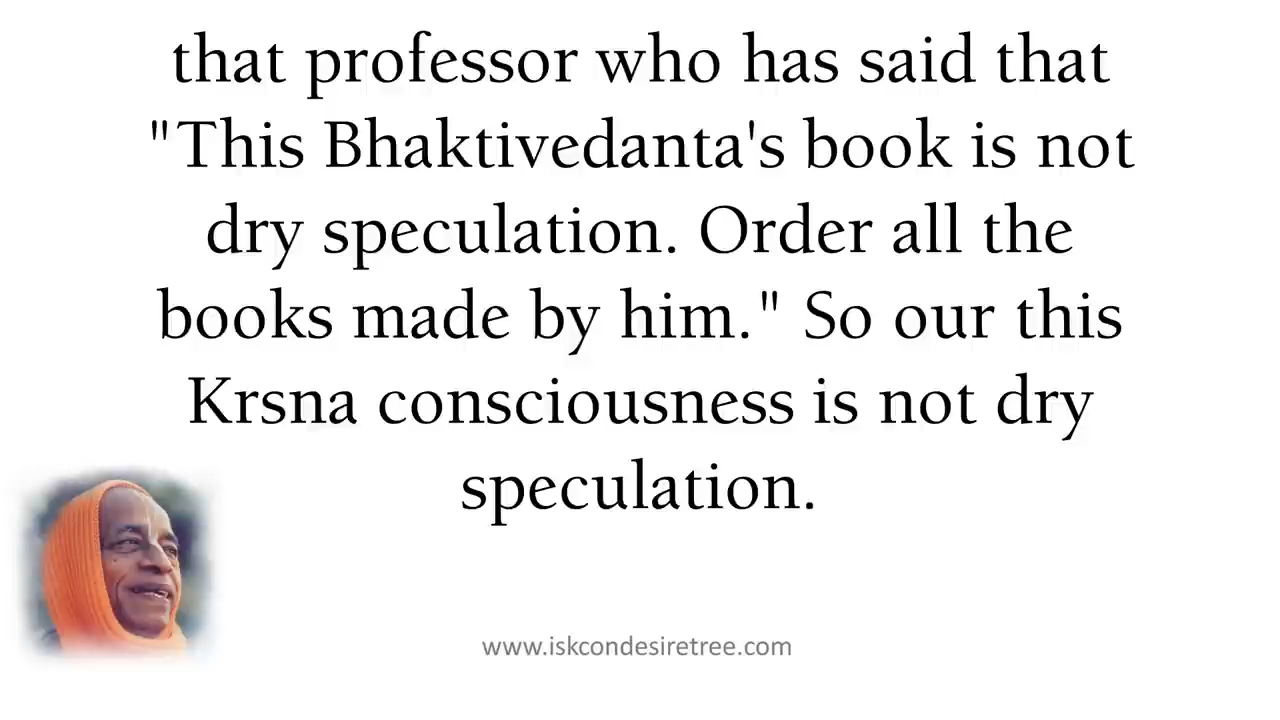 that professor who has said that
"This Bhaktivedanta's book is not
dry speculation. Order all the
books made by him." So our this
Krsna consciousness is not dry
speculation.
www.iskcondesiretree.com